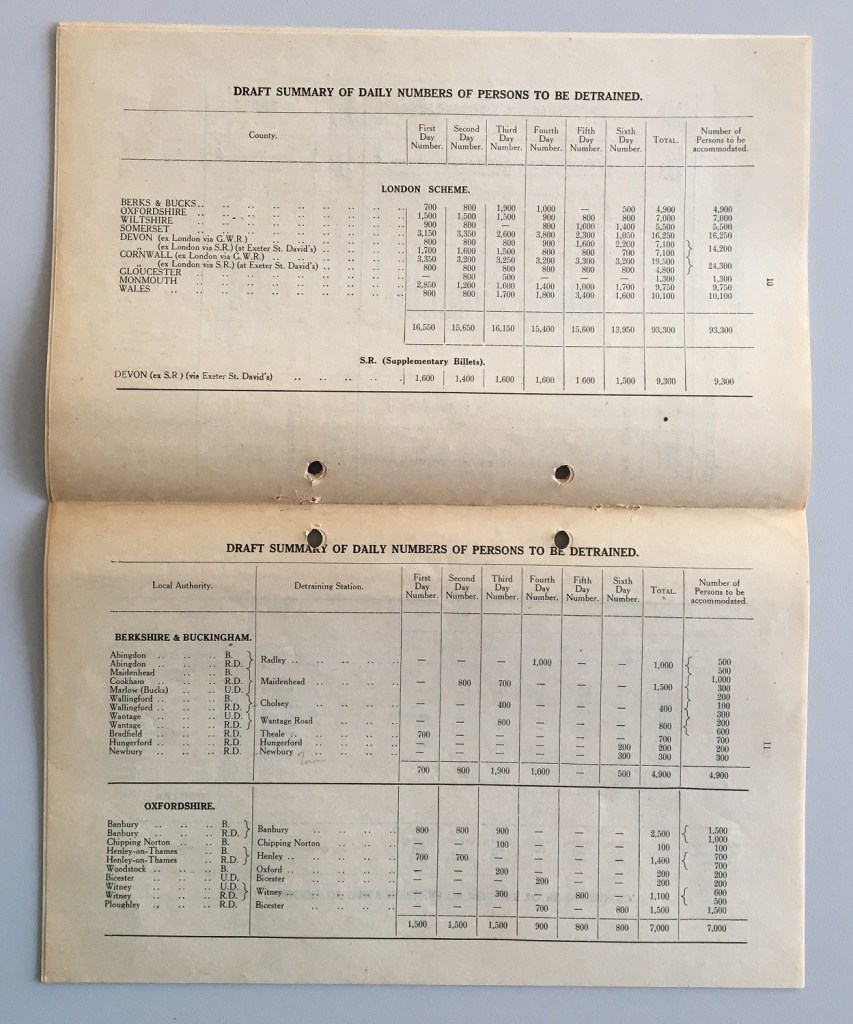 DRAFT SUMMARY OF DAILY NUMBERS OF PERSONS TO BE DETRAINED.
County. First Day Number. Second Day Number. Third Day Number. Fourth Day Number. Fifth Day Number. Sixth Day Number. TOTAL. Number of Persons to be accommodated.
LONDON SCHEME.
BERKS & BUCKS .. 700 800 1,900 1,000 — 500 4,900 4,900
OXFORDSHIRE .. 1,500 1,500 1,500 900 800 800 7,000 7,000
WILTSHIRE .. 900 800 — 800 1,600 1,400 5,500 5,500
SOMERSET .. 3,150 3,350 2,600 3,800 2,300 1,050 16,250 16,250
DEVON (ex London via G.W.R.) .. 800 800 800 900 1,600 2,200 7,100 } 14,200
,, (ex London via S.R.) (at Exeter St. David's) .. 1,700 1,600 1,500 800 800 700 7,100
CORNWALL (ex London via G.W.R.) .. 3,350 3,200 3,250 3,200 3,300 3,200 19,500 } 24,300
,, (ex London via S.R.) (at Exeter St. David's) .. 800 800 800 800 800 800 4,800
GLOUCESTER .. — 800 500 — — — 1,300 1,300
MONMOUTH .. 2,850 1,200 1,600 1,400 1,000 1,700 9,750 9,750
WALES .. 800 800 1,700 1,800 3,400 1,600 10,100 10,100
16,550 15,650 16,150 15,400 15,600 13,950 93,300 93,300
S.R. (Supplementary Billets).
DEVON (ex S.R.) (via Exeter St. David's) .. 1,600 1,400 1,600 1,600 1 600 1,500 9,300 9,300
10
DRAFT SUMMARY OF DAILY NUMBERS OF PERSONS TO BE DETRAINED.
Local Authority. Detraining Station. First Day Number. Second Day Number. Third Day Number. Fourth Day Number. Fifth Day Number. Sixth Day Number. TOTAL. Number of Persons to be accommodated.
BERKSHIRE & BUCKINGHAM.
Abingdon .. B. } Radley .. — — — 1,000 — — 1,000 { 500
Abingdon .. R.D. 500
Maidenhead .. B. } Maidenhead .. — 800 700 — — — 1,500 { 1,000
Cookham .. R.D. 300
Marlow (Bucks) .. U.D. 200
Wallingford .. B. } Cholsey .. — — 400 — — — 400 { 100
Wallingford .. R.D. 300
Wantage .. U.D. } Wantage Road .. — — 800 — — — 800 { 200
Wantage .. R.D. 600
Bradfield .. R.D. Theale .. 700 — — — — — 700 700
Hungerford .. R.D. Hungerford .. — — — — — 200 200 200
Newbury .. R.D. Newbury .. — — — — — 300 300 300
700 800 1,900 1,000 — 500 4,900 4,900
OXFORDSHIRE.
Banbury .. B. } Banbury .. 800 800 900 — — — 2,500 { 1,500
Banbury .. R.D. 1,000
Chipping Norton .. B. Chipping Norton .. — — 100 — — — 100 100
Henley-on-Thames B. } Henley .. 700 700 — — — — 1,400 { 700
Henley-on-Thames R.D. 700
Woodstock .. B. Oxford .. — — 200 — — — 200 200
Bicester .. U.D. Bicester .. — — — 200 — — 200 200
Witney .. U.D. } Witney .. — — 300 — 800 — 1,100 { 600
Witney .. R.D. 500
Ploughley .. R.D. Bicester .. — — — 700 — 800 1,500 1,500
1,500 1,500 1,500 900 800 800 7,000 7,000
11